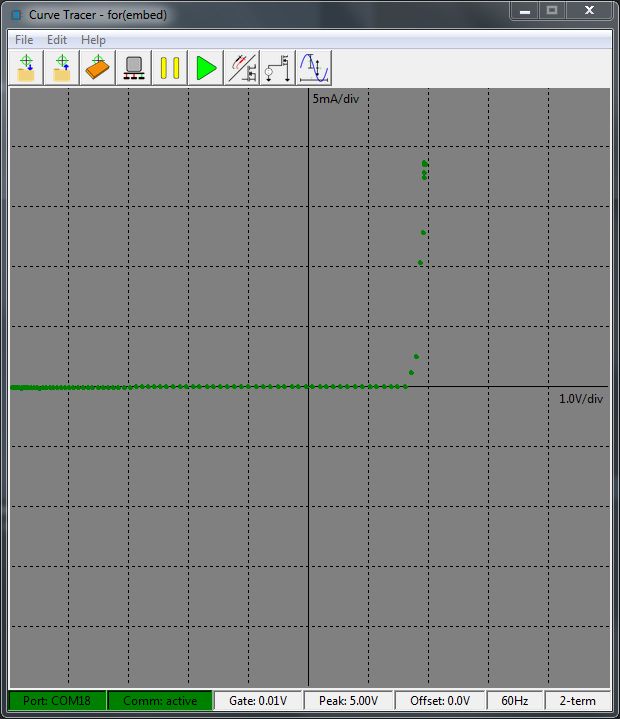 Curve Tracer - for(embed)
File Edit Help
5mA/div
1.0V/div
Port: COM18 Comm: active Gate: 0.01V Peak: 5.00V Offset: 0.0V 60Hz 2-term